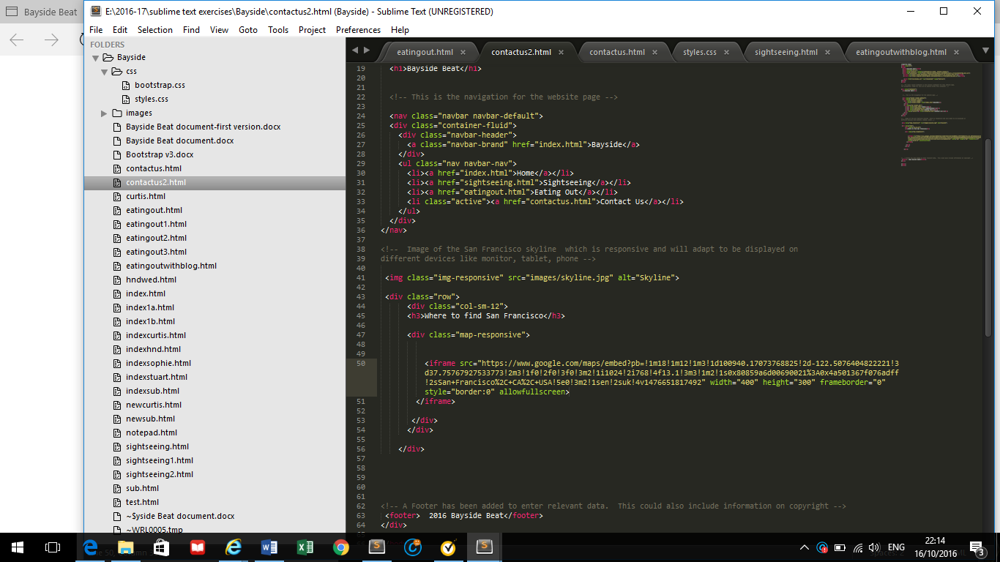 Bayside Beat
E:\2016-17\sublime text exercises\Bayside\contactus2.html (Bayside) - Sublime Text (UNREGISTERED)
File Edit Selection Find View Goto Tools Project Preferences Help
FOLDERS
Bayside
css
bootstrap.css
styles.css
images
Bayside Beat document-first version.docx
Bayside Beat document.docx
Bootstrap v3.docx
contactus.html
contactus2.html
curtis.html
eatingout.html
eatingout1.html
eatingout2.html
eatingout3.html
eatingoutwithblog.html
hndwed.html
index.html
index1a.html
index1b.html
indexcurtis.html
indexhnd.html
indexsophie.html
indexstuart.html
indexsub.html
newcurtis.html
newsub.html
notepad.html
sightseeing.html
sightseeing1.html
sightseeing2.html
sub.html
test.html
~$yside Beat document.docx
~WRL0005.tmp
eatingout.html contactus2.html contactus.html styles.css sightseeing.html eatingoutwithblog.html
19 <h1>Bayside Beat</h1>
20
21
22 <!-- This is the navigation for the website page -->
23
24 <nav class="navbar navbar-default">
25 <div class="container-fluid">
26 <div class="navbar-header">
27 <a class="navbar-brand" href="index.html">Bayside</a>
28 </div>
29 <ul class="nav navbar-nav">
30 <li><a href="index.html">Home</a></li>
31 <li><a href="sightseeing.html">Sightseeing</a></li>
32 <li><a href="eatingout.html">Eating Out</a></li>
33 <li class="active"><a href="contactus.html">Contact Us</a></li>
34 </ul>
35 </div>
36 </nav>
37
38 <!-- Image of the San Francisco skyline which is responsive and will adapt to be displayed on
39 different devices like monitor, tablet, phone -->
40
41 <img class="img-responsive" src="images/skyline.jpg" alt="Skyline">
42
43 <div class="row">
44 <div class="col-sm-12">
45 <h3>Where to find San Francisco</h3>
46
47 <div class="map-responsive">
48
49
50 <iframe src="https://www.google.com/maps/embed?pb=!1m18!1m12!1m3!1d100940.17073768825!2d-122.5076404822221!3
d37.75767927533773!2m3!1f0!2f0!3f0!3m2!1i1024!2i768!4f13.1!3m3!1m2!1s0x80859a6d00690021%3A0x4a501367f076adff
!2sSan+Francisco%2C+CA%2C+USA!5e0!3m2!1sen!2suk!4v1476651817492" width="400" height="300" frameborder="0"
style="border:0" allowfullscreen>
51 </iframe>
52
53 </div>
54 </div>
55
56 </div>
57
58
59
60
61
62 <!-- A Footer has been added to enter relevant data. This could also include information on copyright -->
63 <footer> 2016 Bayside Beat</footer>
64 </div>
ENG
22:14
16/10/2016
3